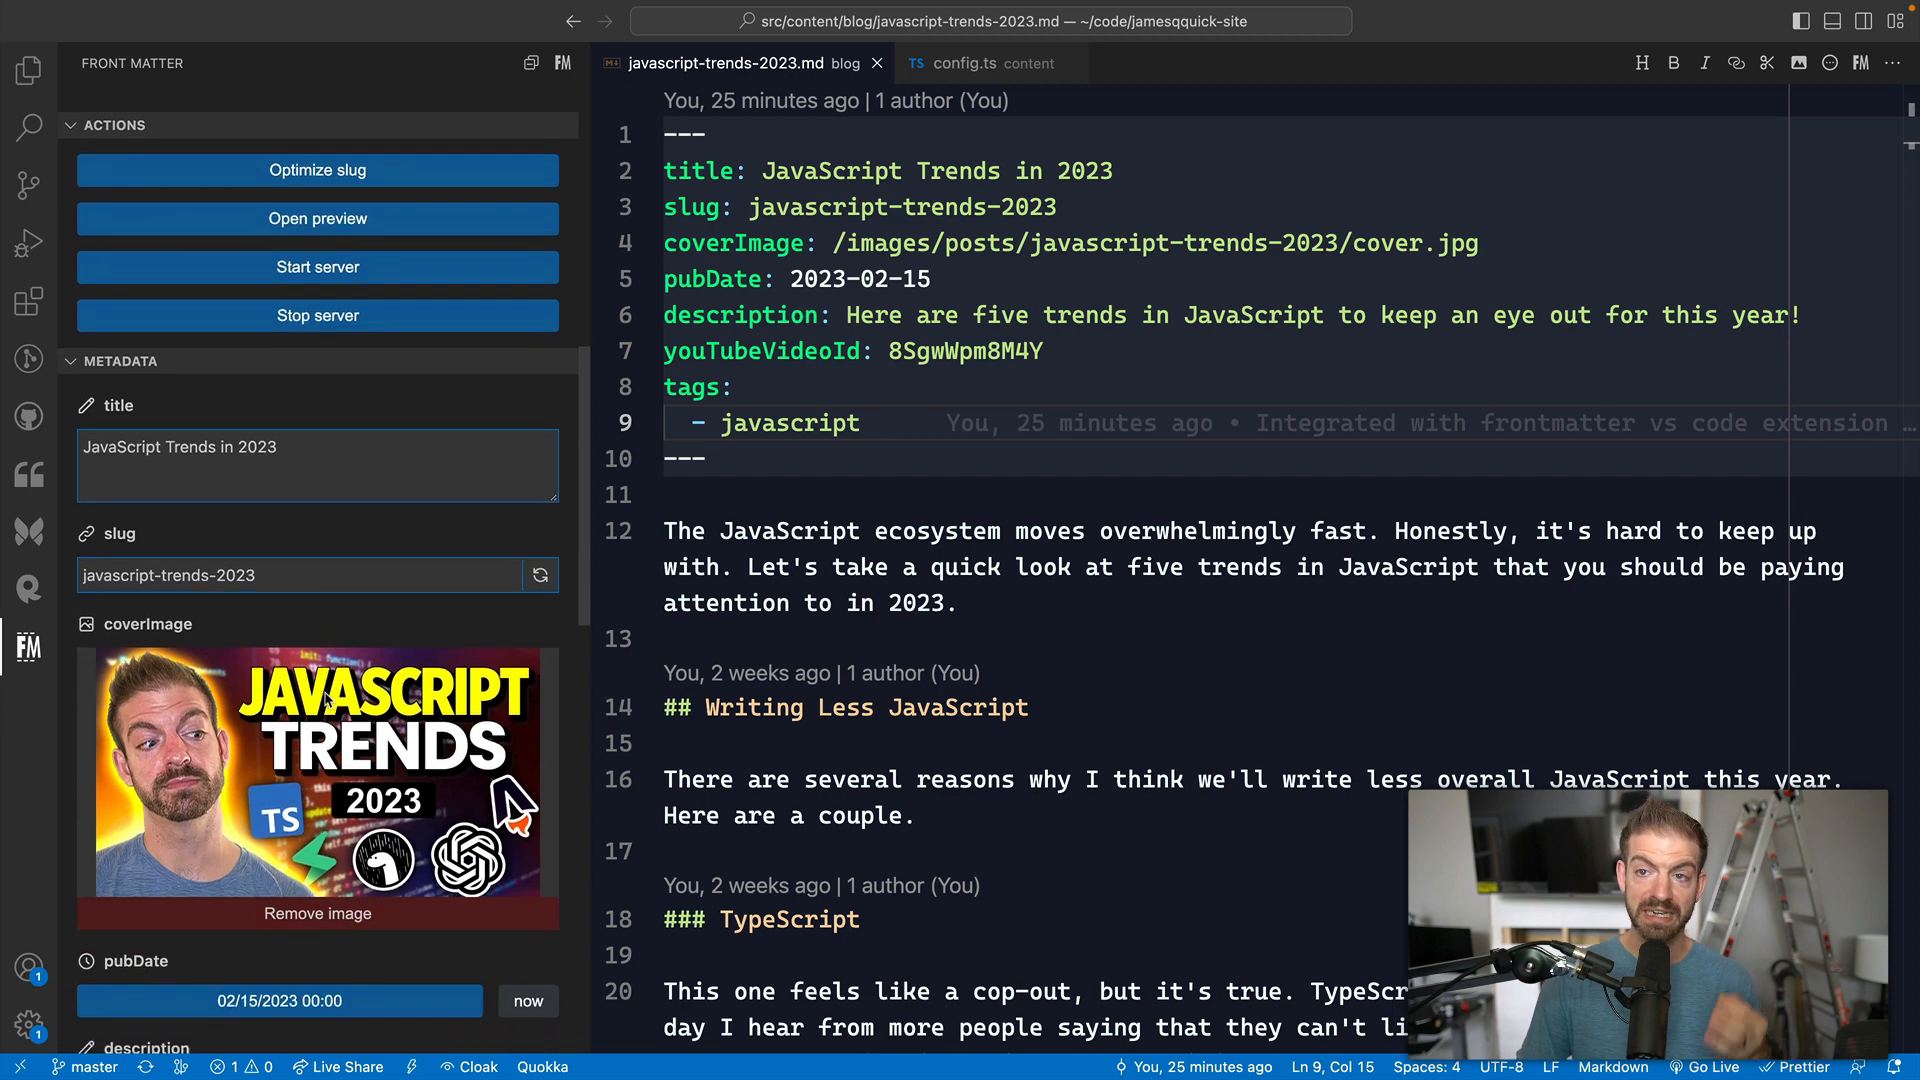 src/content/blog/javascript-trends-2023.md — ~/code/jamesqquick-site
FRONT MATTER
FM
javascript-trends-2023.md blog
TS config.ts content
H B I FM
ACTIONS
Optimize slug
Open preview
Start server
Stop server
METADATA
title
JavaScript Trends in 2023
slug
javascript-trends-2023
coverImage
JAVASCRIPT
TRENDS
2023
TS
Remove image
pubDate
02/15/2023 00:00
now
description
FM
1
1
You, 25 minutes ago | 1 author (You)
1 ---
2 title: JavaScript Trends in 2023
3 slug: javascript-trends-2023
4 coverImage: /images/posts/javascript-trends-2023/cover.jpg
5 pubDate: 2023-02-15
6 description: Here are five trends in JavaScript to keep an eye out for this year!
7 youTubeVideoId: 8SgwWpm8M4Y
8 tags:
9 - javascript You, 25 minutes ago • Integrated with frontmatter vs code extension …
10 ---
11
12 The JavaScript ecosystem moves overwhelmingly fast. Honestly, it's hard to keep up
with. Let's take a quick look at five trends in JavaScript that you should be paying
attention to in 2023.
13
You, 2 weeks ago | 1 author (You)
14 ## Writing Less JavaScript
15
16 There are several reasons why I think we'll write less overall JavaScript this year.
Here are a couple.
17
You, 2 weeks ago | 1 author (You)
18 ### TypeScript
19
20 This one feels like a cop-out, but it's true. TypeScr
day I hear from more people saying that they can't li
master 1 0 Live Share Cloak Quokka
You, 25 minutes ago Ln 9, Col 15 Spaces: 4 UTF-8 LF Markdown Go Live Prettier